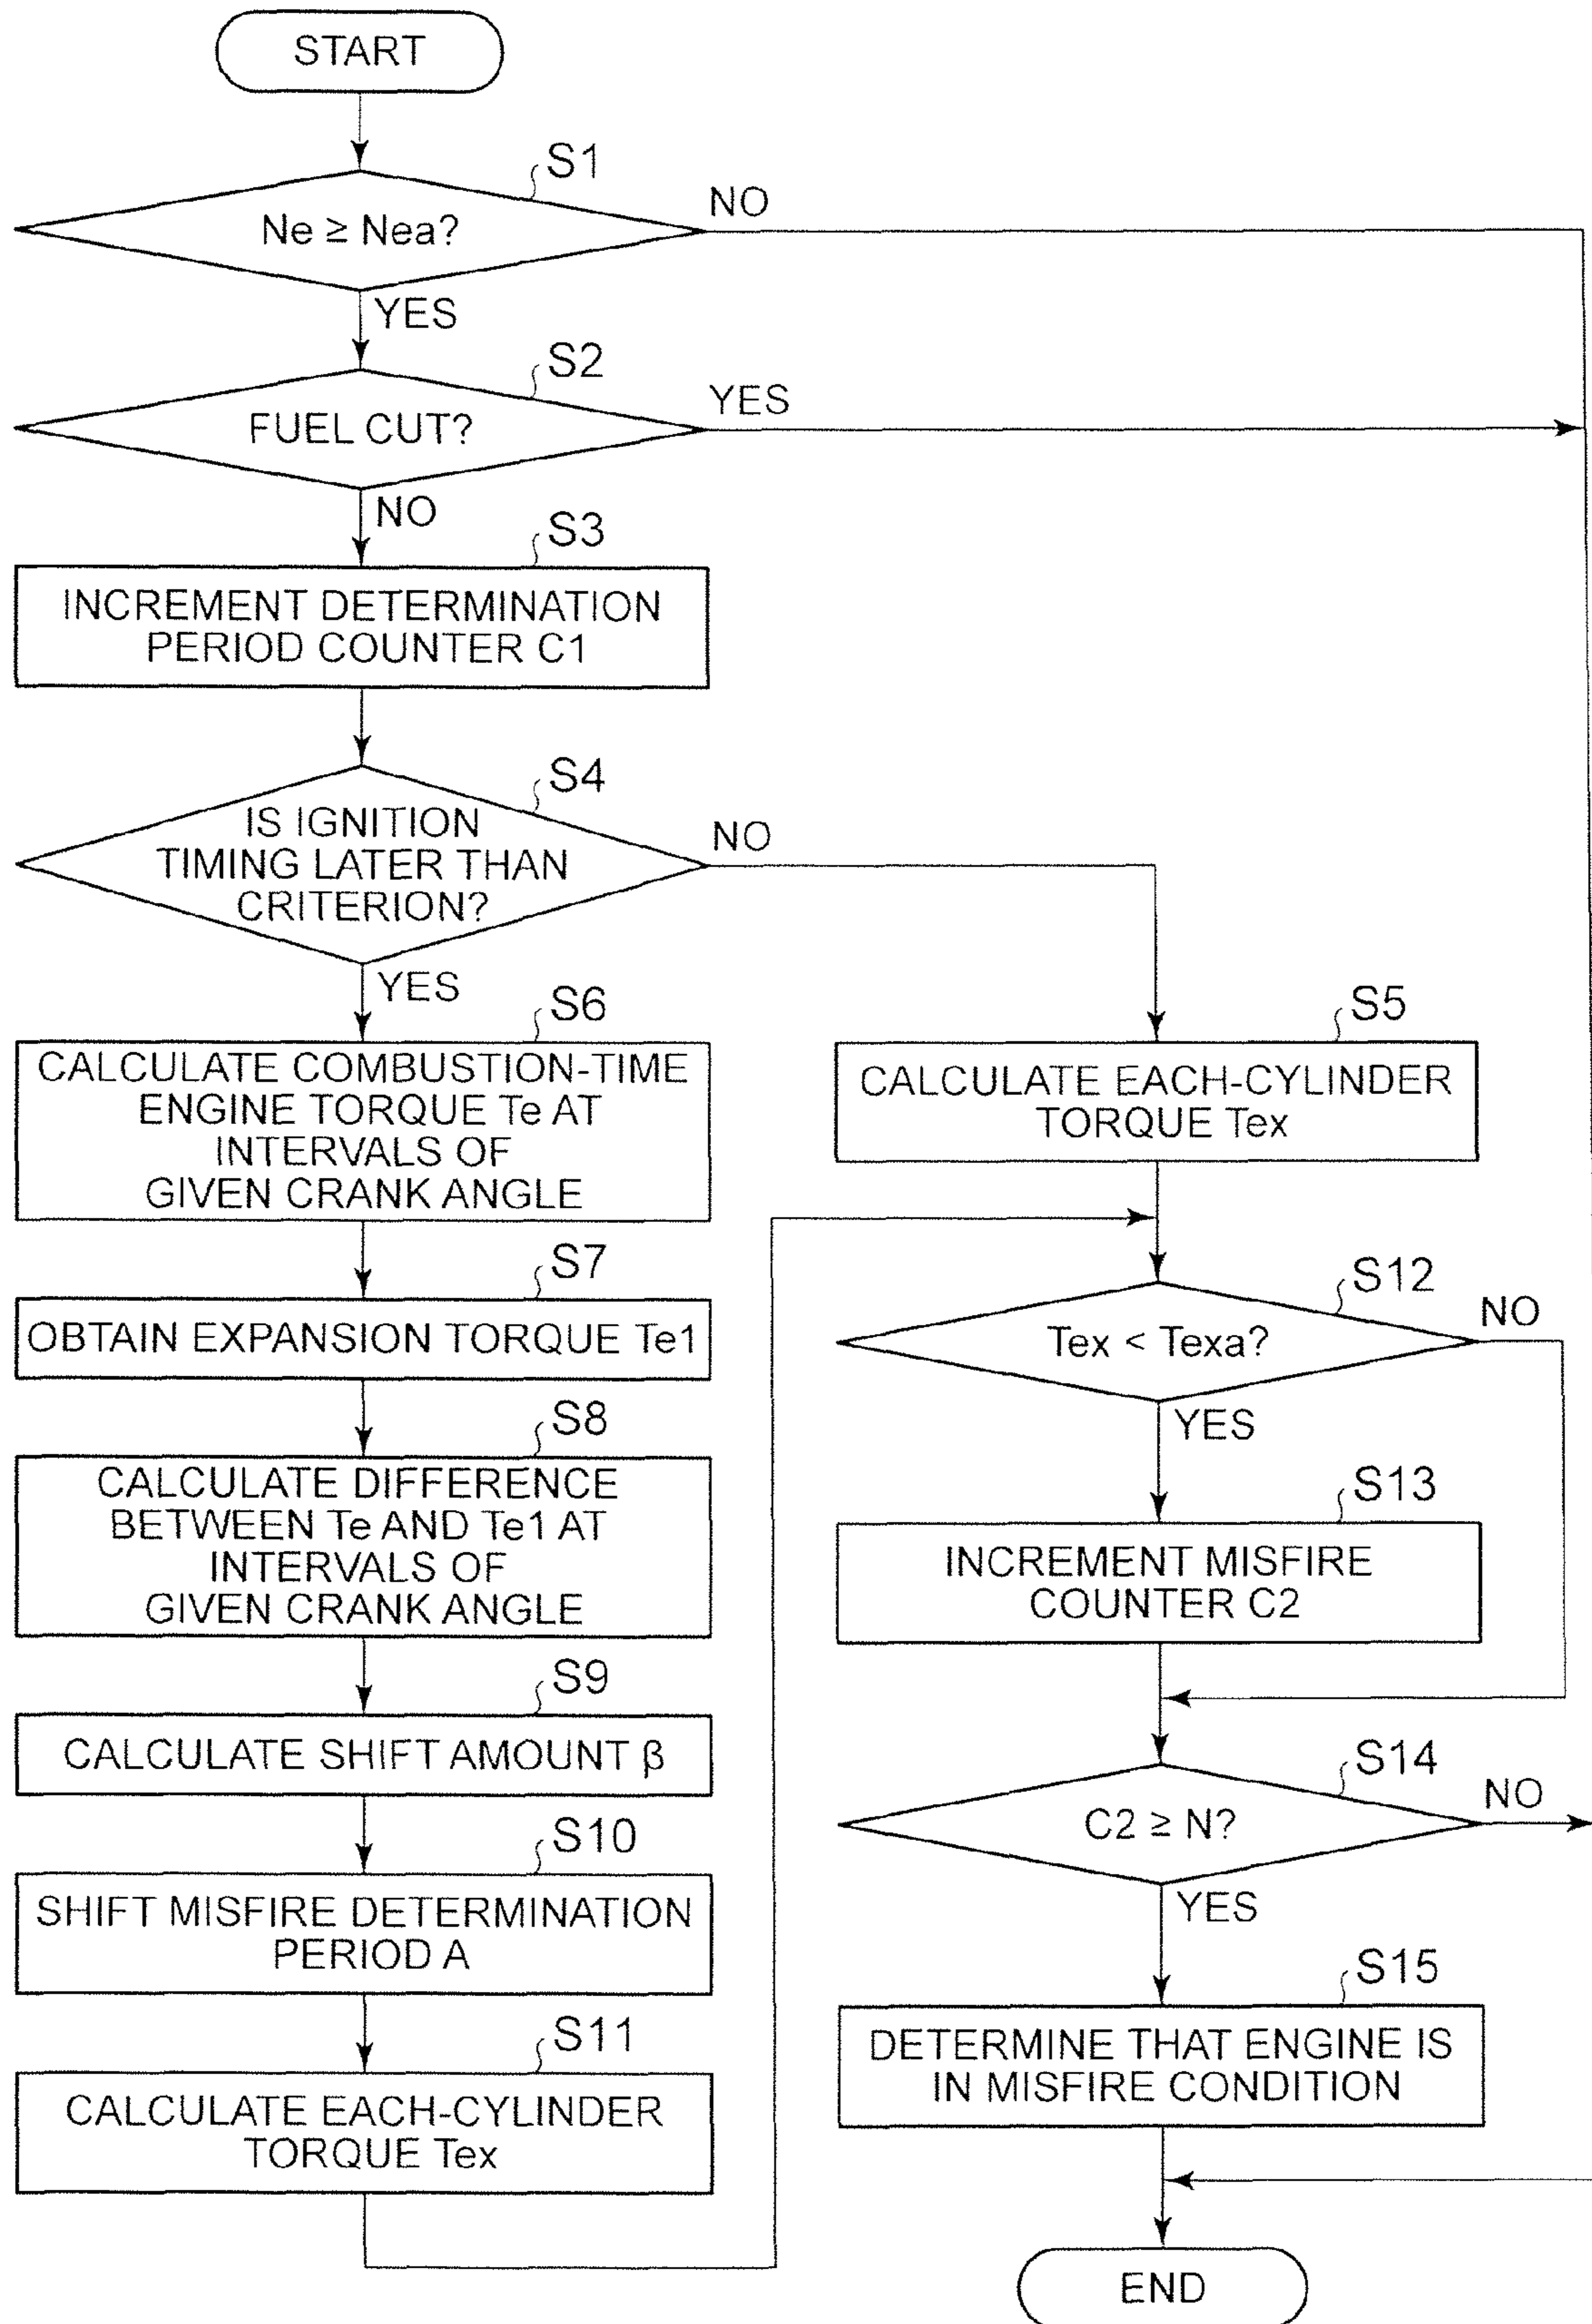 START
S1
Ne ≥ Nea?
NO
YES
S2
FUEL CUT?
YES
NO
S3
INCREMENT DETERMINATION
PERIOD COUNTER C1
S4
IS IGNITION
TIMING LATER THAN
CRITERION?
NO
YES
S6
CALCULATE COMBUSTION-TIME
ENGINE TORQUE Te AT
INTERVALS OF
GIVEN CRANK ANGLE
S7
OBTAIN EXPANSION TORQUE Te1
S8
CALCULATE DIFFERENCE
BETWEEN Te AND Te1 AT
INTERVALS OF
GIVEN CRANK ANGLE
S9
CALCULATE SHIFT AMOUNT β
S10
SHIFT MISFIRE DETERMINATION
PERIOD A
S11
CALCULATE EACH-CYLINDER
TORQUE Tex
S5
CALCULATE EACH-CYLINDER
TORQUE Tex
S12
Tex < Texa?
NO
YES
S13
INCREMENT MISFIRE
COUNTER C2
S14
C2 ≥ N?
NO
YES
S15
DETERMINE THAT ENGINE IS
IN MISFIRE CONDITION
END